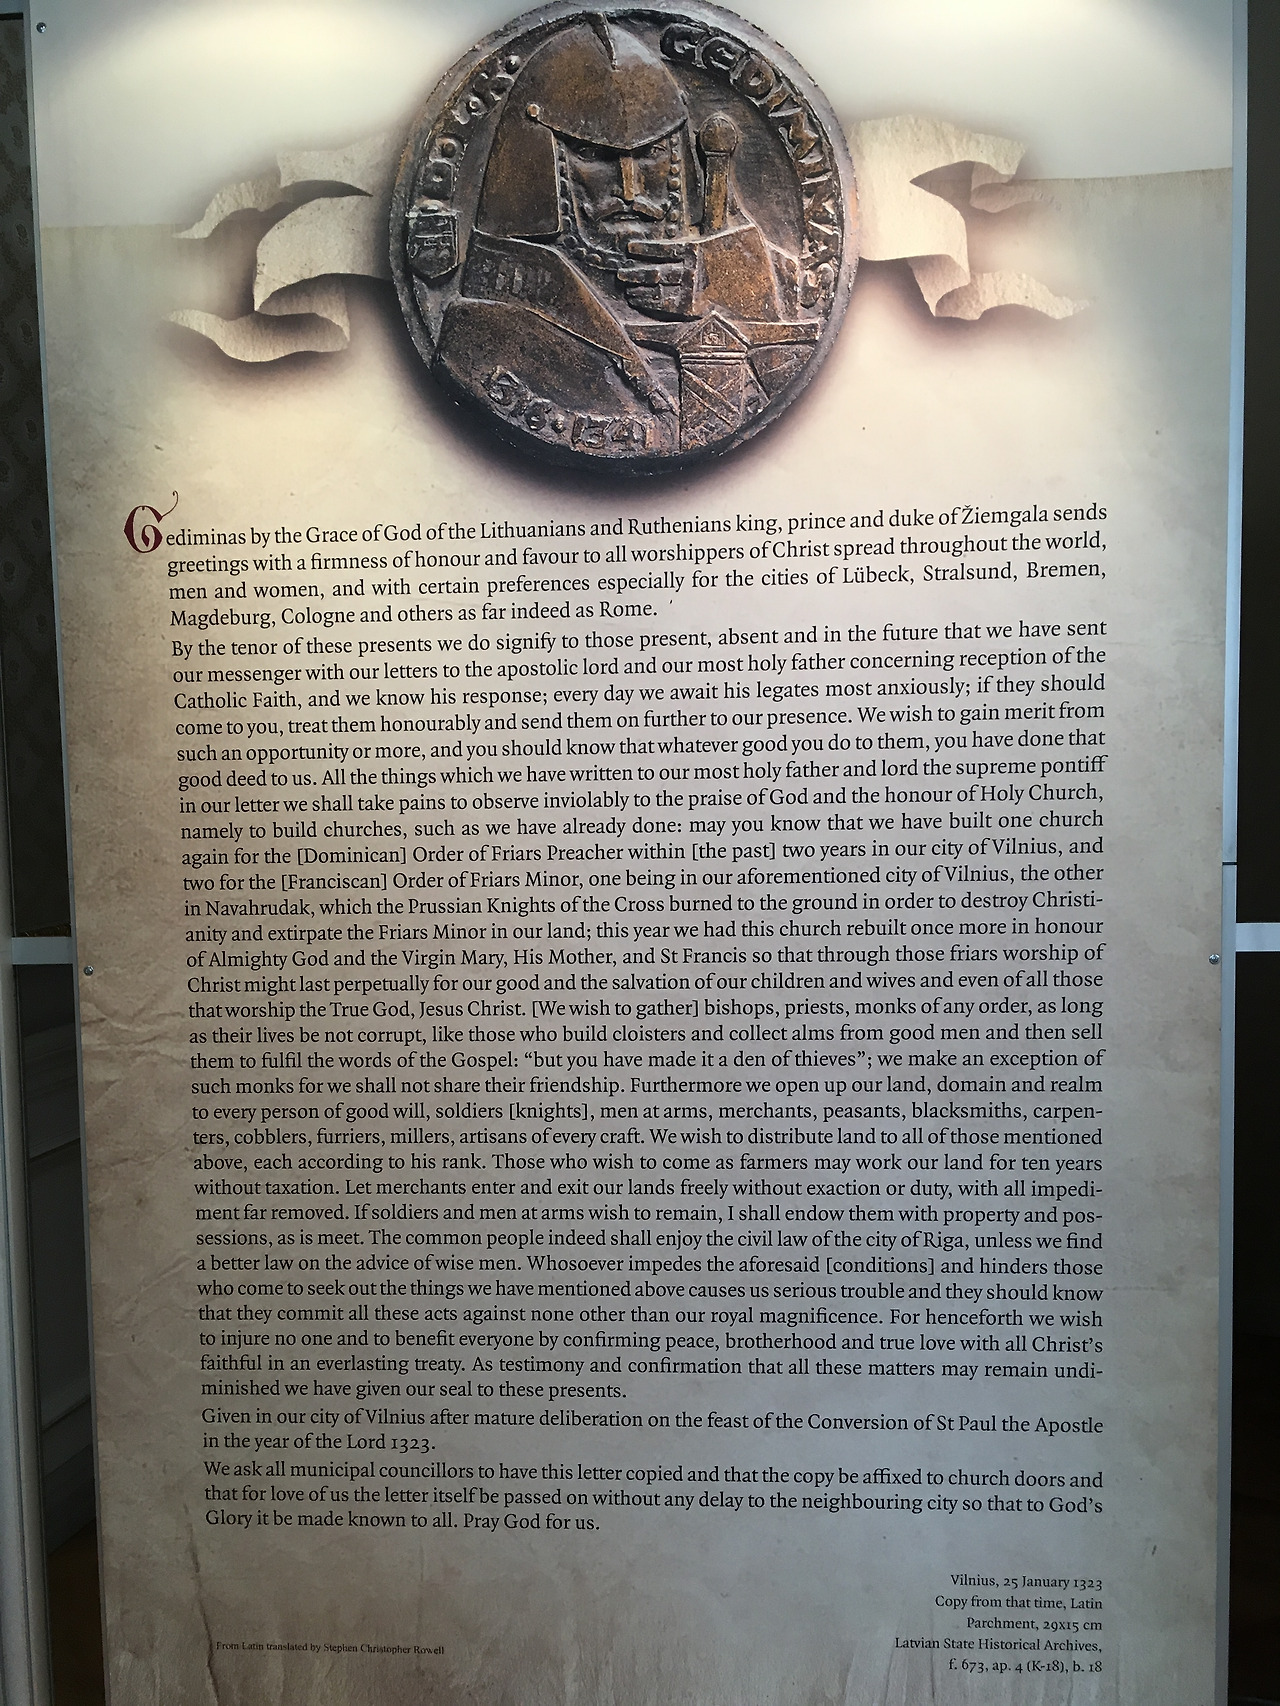 GEDIMINAS
1341
Gediminas by the Grace of God of the Lithuanians and Ruthenians king, prince and duke of Žiemgala sends
greetings with a firmness of honour and favour to all worshippers of Christ spread throughout the world,
men and women, and with certain preferences especially for the cities of Lübeck, Stralsund, Bremen,
Magdeburg, Cologne and others as far indeed as Rome.
By the tenor of these presents we do signify to those present, absent and in the future that we have sent
our messenger with our letters to the apostolic lord and our most holy father concerning reception of the
Catholic Faith, and we know his response; every day we await his legates most anxiously; if they should
come to you, treat them honourably and send them on further to our presence. We wish to gain merit from
such an opportunity or more, and you should know that whatever good you do to them, you have done that
good deed to us. All the things which we have written to our most holy father and lord the supreme pontiff
in our letter we shall take pains to observe inviolably to the praise of God and the honour of Holy Church,
namely to build churches, such as we have already done: may you know that we have built one church
again for the [Dominican] Order of Friars Preacher within [the past] two years in our city of Vilnius, and
two for the [Franciscan] Order of Friars Minor, one being in our aforementioned city of Vilnius, the other
in Navahrudak, which the Prussian Knights of the Cross burned to the ground in order to destroy Christi-
anity and extirpate the Friars Minor in our land; this year we had this church rebuilt once more in honour
of Almighty God and the Virgin Mary, His Mother, and St Francis so that through those friars worship of
Christ might last perpetually for our good and the salvation of our children and wives and even of all those
that worship the True God, Jesus Christ. [We wish to gather] bishops, priests, monks of any order, as long
as their lives be not corrupt, like those who build cloisters and collect alms from good men and then sell
them to fulfil the words of the Gospel: “but you have made it a den of thieves”; we make an exception of
such monks for we shall not share their friendship. Furthermore we open up our land, domain and realm
to every person of good will, soldiers [knights], men at arms, merchants, peasants, blacksmiths, carpen-
ters, cobblers, furriers, millers, artisans of every craft. We wish to distribute land to all of those mentioned
above, each according to his rank. Those who wish to come as farmers may work our land for ten years
without taxation. Let merchants enter and exit our lands freely without exaction or duty, with all impedi-
ment far removed. If soldiers and men at arms wish to remain, I shall endow them with property and pos-
sessions, as is meet. The common people indeed shall enjoy the civil law of the city of Riga, unless we find
a better law on the advice of wise men. Whosoever impedes the aforesaid [conditions] and hinders those
who come to seek out the things we have mentioned above causes us serious trouble and they should know
that they commit all these acts against none other than our royal magnificence. For henceforth we wish
to injure no one and to benefit everyone by confirming peace, brotherhood and true love with all Christ’s
faithful in an everlasting treaty. As testimony and confirmation that all these matters may remain undi-
minished we have given our seal to these presents.
Given in our city of Vilnius after mature deliberation on the feast of the Conversion of St Paul the Apostle
in the year of the Lord 1323.
We ask all municipal councillors to have this letter copied and that the copy be affixed to church doors and
that for love of us the letter itself be passed on without any delay to the neighbouring city so that to God’s
Glory it be made known to all. Pray God for us.
Vilnius, 25 January 1323
Copy from that time, Latin
Parchment, 29x15 cm
Latvian State Historical Archives,
f. 673, ap. 4 (K-18), b. 18
From Latin translated by Stephen Christopher Rowell